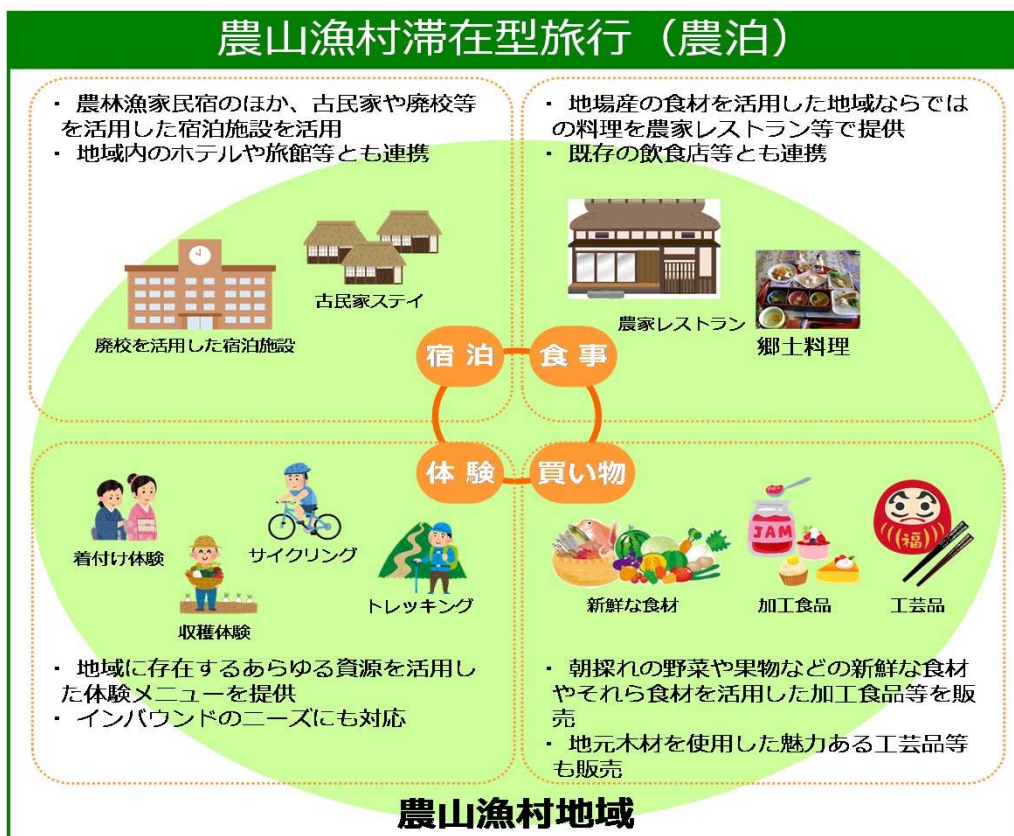 農山漁村滞在型旅行（農泊）
・ 農林漁家民宿のほか、古民家や廃校等
を活用した宿泊施設を活用
・ 地域内のホテルや旅館等とも連携
古民家ステイ
廃校を活用した宿泊施設
・ 地場産の食材を活用した地域ならでは
の料理を農家レストラン等で提供
・ 既存の飲食店等とも連携
農家レストラン
郷土料理
宿 泊
食 事
体 験
買い物
着付け体験
サイクリング
収穫体験
トレッキング
・ 地域に存在するあらゆる資源を活用し
た体験メニューを提供
・ インバウンドのニーズにも対応
JAM
福
新鮮な食材
加工食品
工芸品
・ 朝採れの野菜や果物などの新鮮な食材
やそれら食材を活用した加工食品等を販
売
・ 地元木材を使用した魅力ある工芸品等
も販売
農山漁村地域